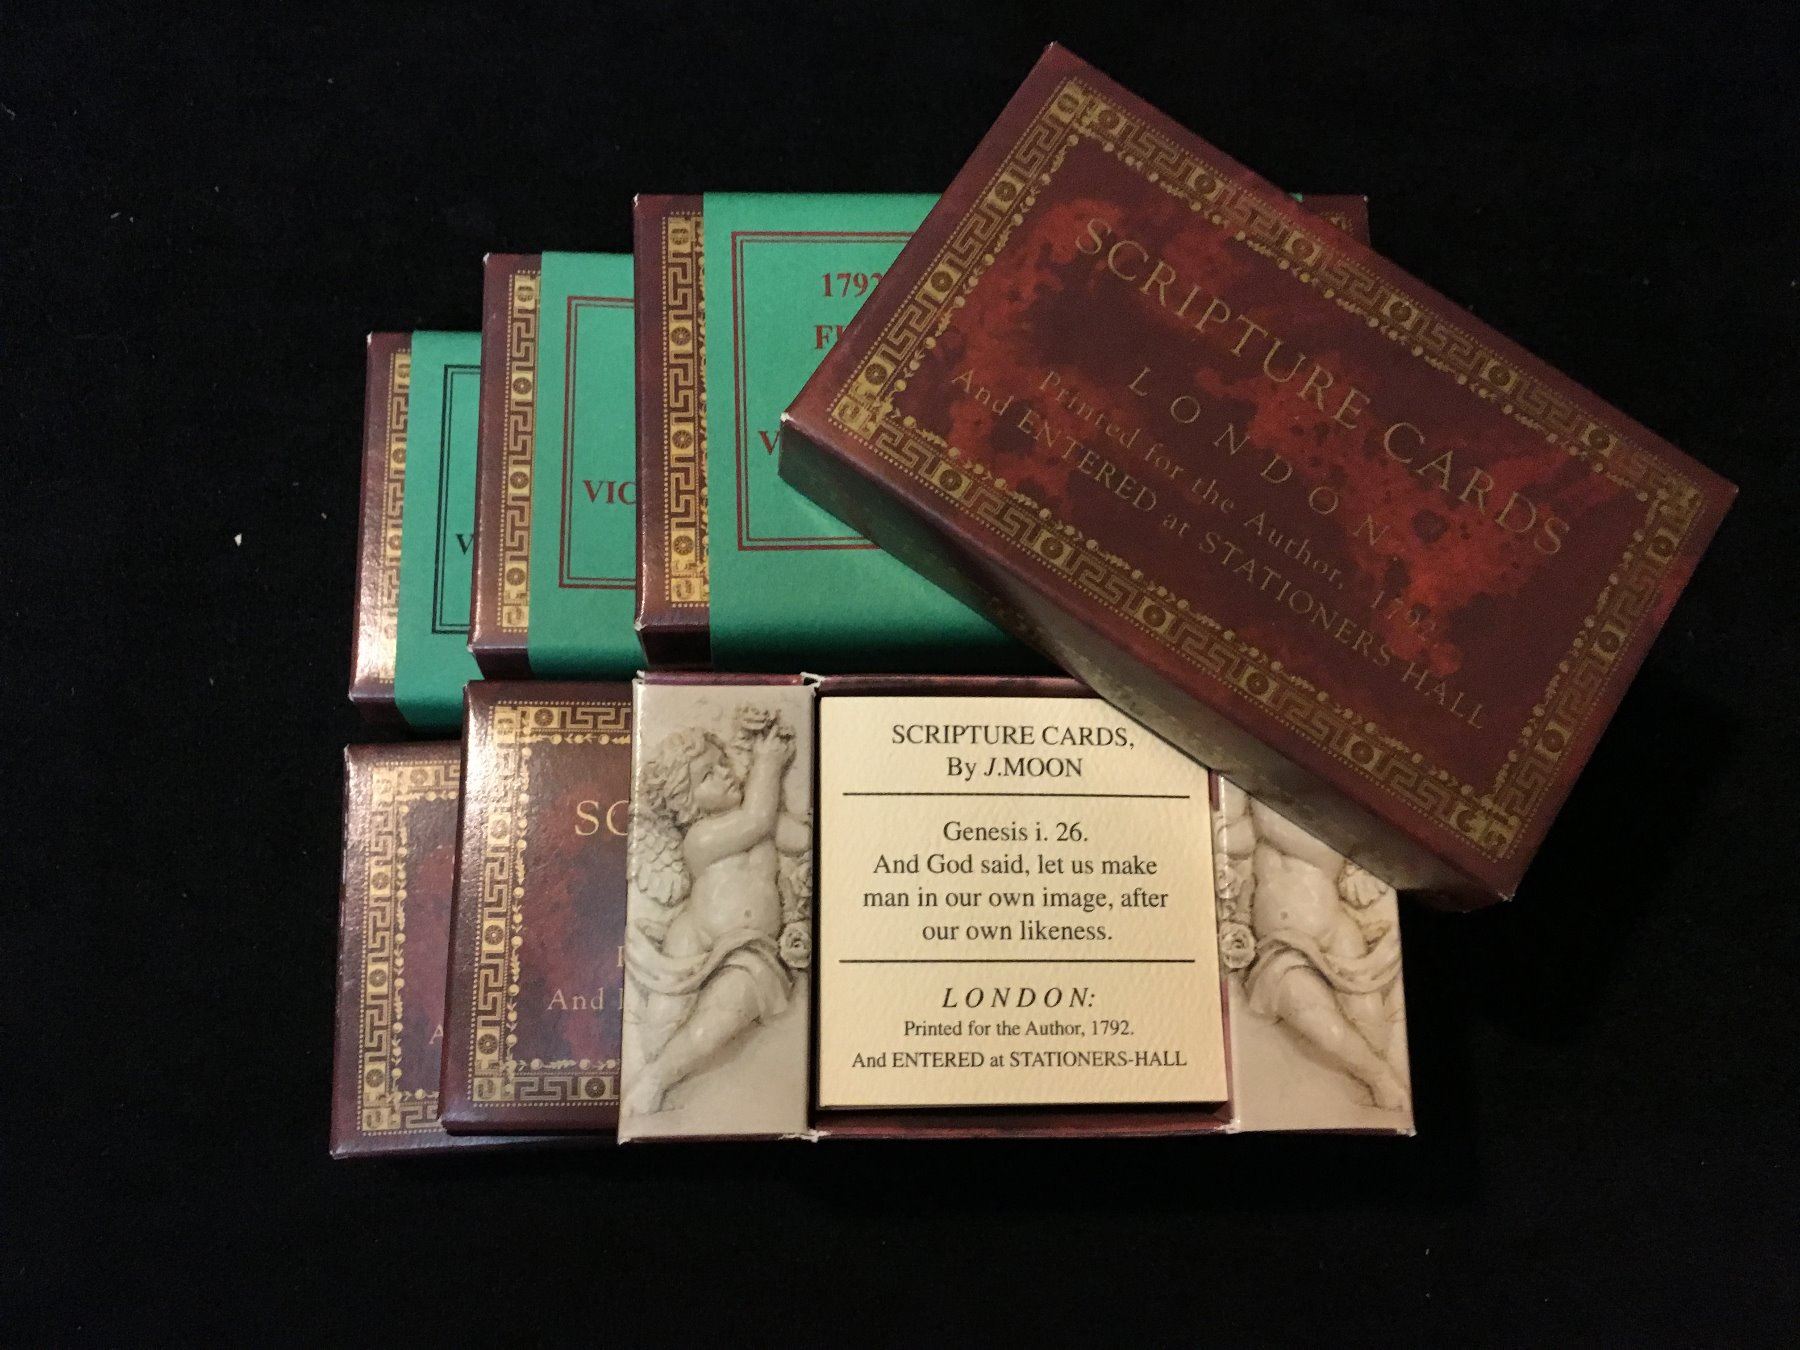 SCRIPTURE CARDS
LONDON.
Printed for the Author, 1792.
And ENTERED at STATIONERS-HALL
1792
SCRIPTURE CARDS,
By J.MOON
Genesis i. 26.
And God said, let us make
man in our own image, after
our own likeness.
LONDON:
Printed for the Author, 1792.
And ENTERED at STATIONERS-HALL
And